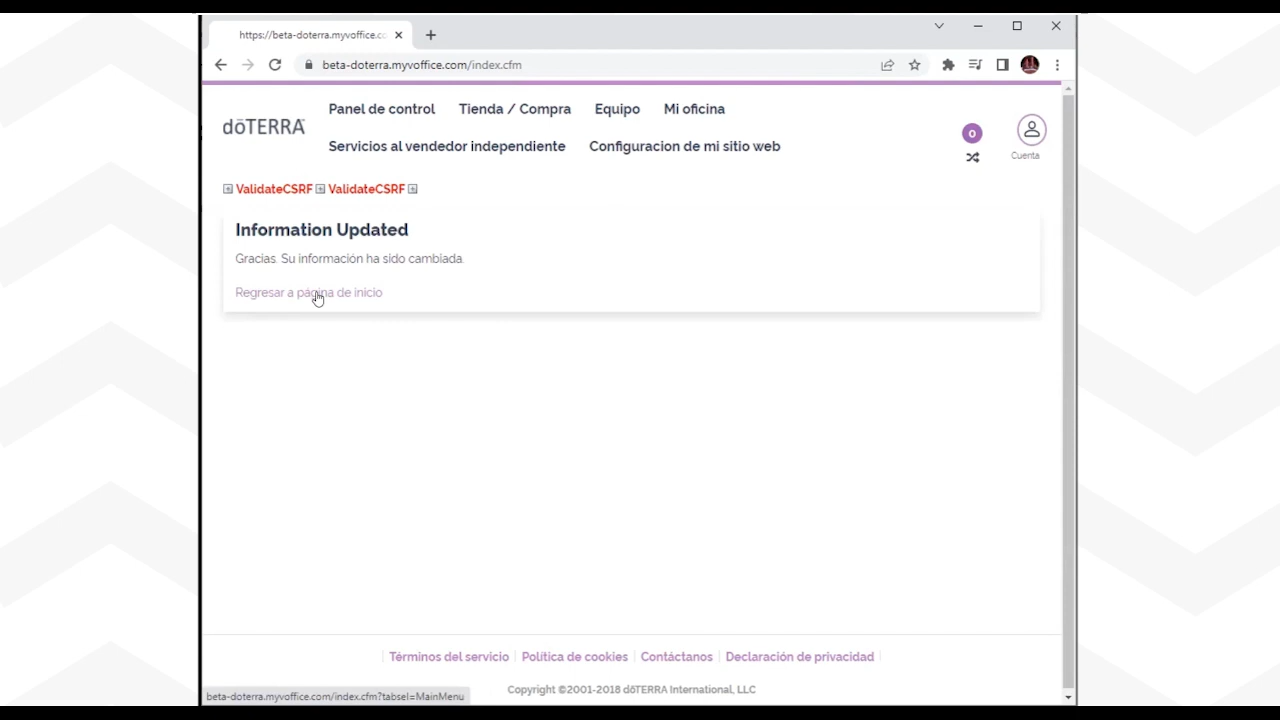 https://beta-doterra.myvoffice.co
beta-doterra.myvoffice.com/index.cfm
dōTERRA
Panel de control Tienda / Compra Equipo Mi oficina
Servicios al vendedor independiente Configuracion de mi sitio web
0
Cuenta
ValidateCSRF ValidateCSRF
Information Updated
Gracias. Su información ha sido cambiada.
Regresar a página de inicio
Términos del servicio Política de cookies Contáctanos Declaración de privacidad
Copyright ©2001-2018 dōTERRA International, LLC
beta-doterra.myvoffice.com/index.cfm?tabsel=MainMenu